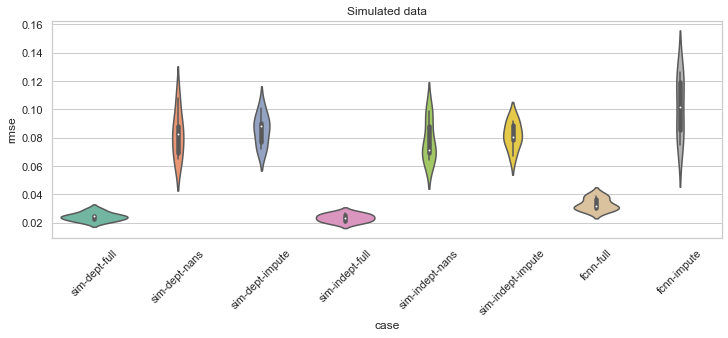 Simulated data
0.16
0.14
0.12
0.10
0.08
0.06
0.04
0.02
rmse
sim-dept-full
sim-dept-nans
sim-dept-impute
sim-indept-full
sim-indept-nans
sim-indept-impute
fcnn-full
fcnn-impute
case